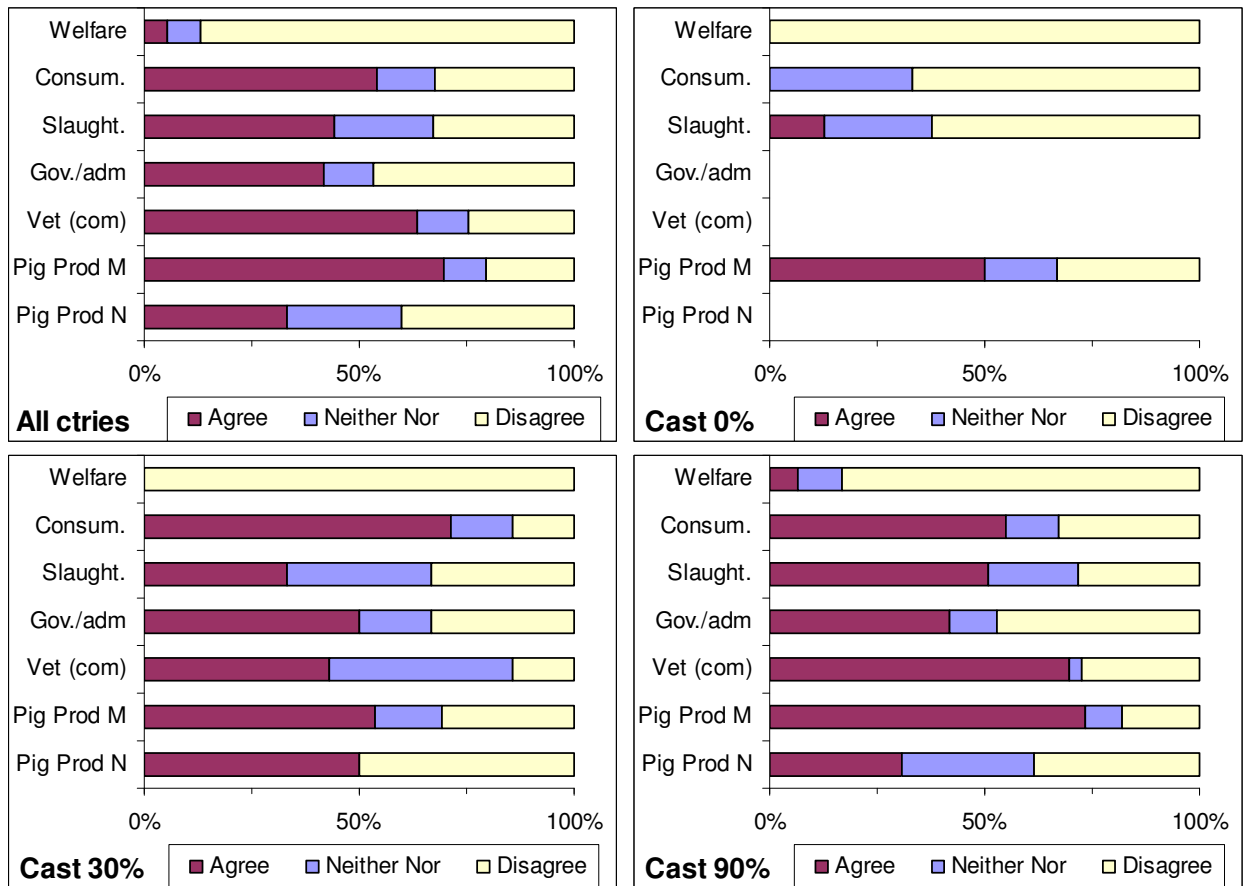 Welfare
Consum.
Slaught.
Gov./adm
Vet (com)
Pig Prod M
Pig Prod N
0% 50% 100%
All ctries Agree Neither Nor Disagree
Welfare
Consum.
Slaught.
Gov./adm
Vet (com)
Pig Prod M
Pig Prod N
0% 50% 100%
Cast 0% Agree Neither Nor Disagree
Welfare
Consum.
Slaught.
Gov./adm
Vet (com)
Pig Prod M
Pig Prod N
0% 50% 100%
Cast 30% Agree Neither Nor Disagree
Welfare
Consum.
Slaught.
Gov./adm
Vet (com)
Pig Prod M
Pig Prod N
0% 50% 100%
Cast 90% Agree Neither Nor Disagree